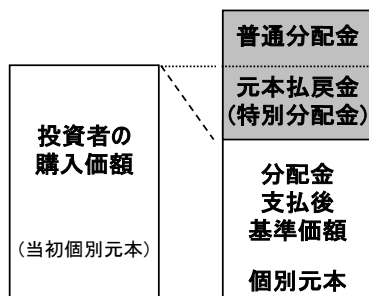 普通分配金
元本払戻金
(特別分配金)
投資者の
購入価額
(当初個別元本)
分配金
支払後
基準価額
個別元本